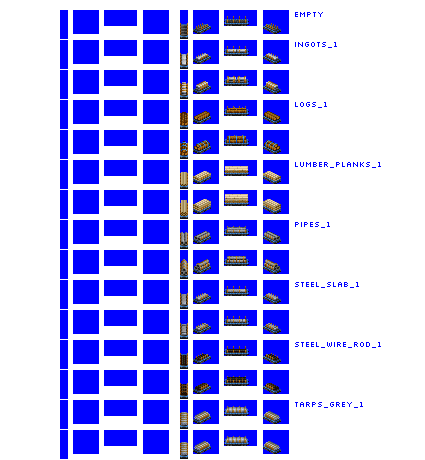 EMPTY
INGOTS_1
LOGS_1
LUMBER_PLANKS_1
PIPES_1
STEEL_SLAB_1
STEEL_WIRE_ROD_1
TARPS_GREY_1